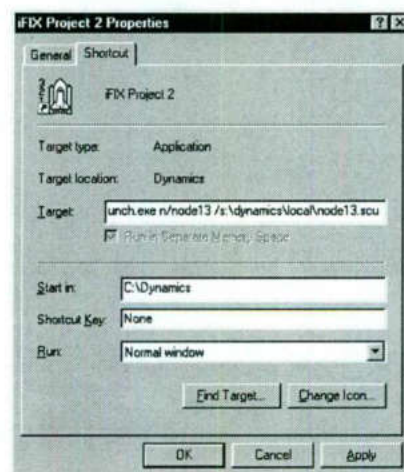 iFIX Project 2 Properties
General Shortcut
iFIX Project 2
Target type: Application
Target location: Dynamics
Target: unch.exe n/node13 /s:\dynamics\local\node13.scu
Run in Separate Memory Space
Start in: C:\Dynamics
Shortcut Key: None
Run: Normal window
Find Target... Change Icon...
OK Cancel Apply